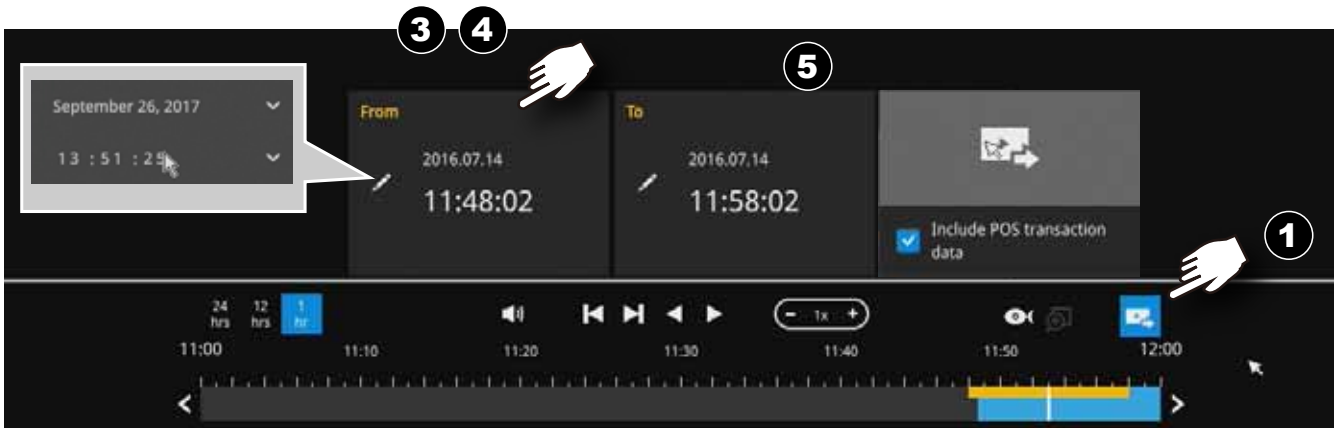 3 4
5
September 26, 2017
13 : 51 : 25
From
2016.07.14
11:48:02
To
2016.07.14
11:58:02
Include POS transaction
data
1
24 hrs
12 hrs
1 hr
- 1x +
11:00 11:10 11:20 11:30 11:40 11:50 12:00